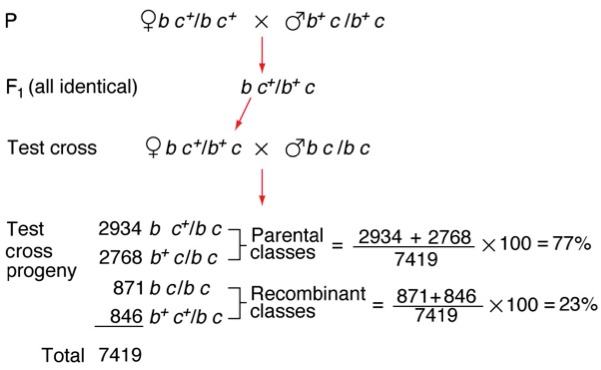 P ♀b c⁺/b c⁺ × ♂b⁺ c/b⁺ c
F₁ (all identical) b c⁺/b⁺ c
Test cross ♀ b c⁺/b⁺ c × ♂b c/b c
Test cross progeny
2934 b c⁺/b c
2768 b⁺ c/b c
Parental classes = 2934 + 2768 / 7419 × 100 = 77%
871 b c/b c
846 b⁺ c⁺/b c
Recombinant classes = 871+846 / 7419 × 100 = 23%
Total 7419